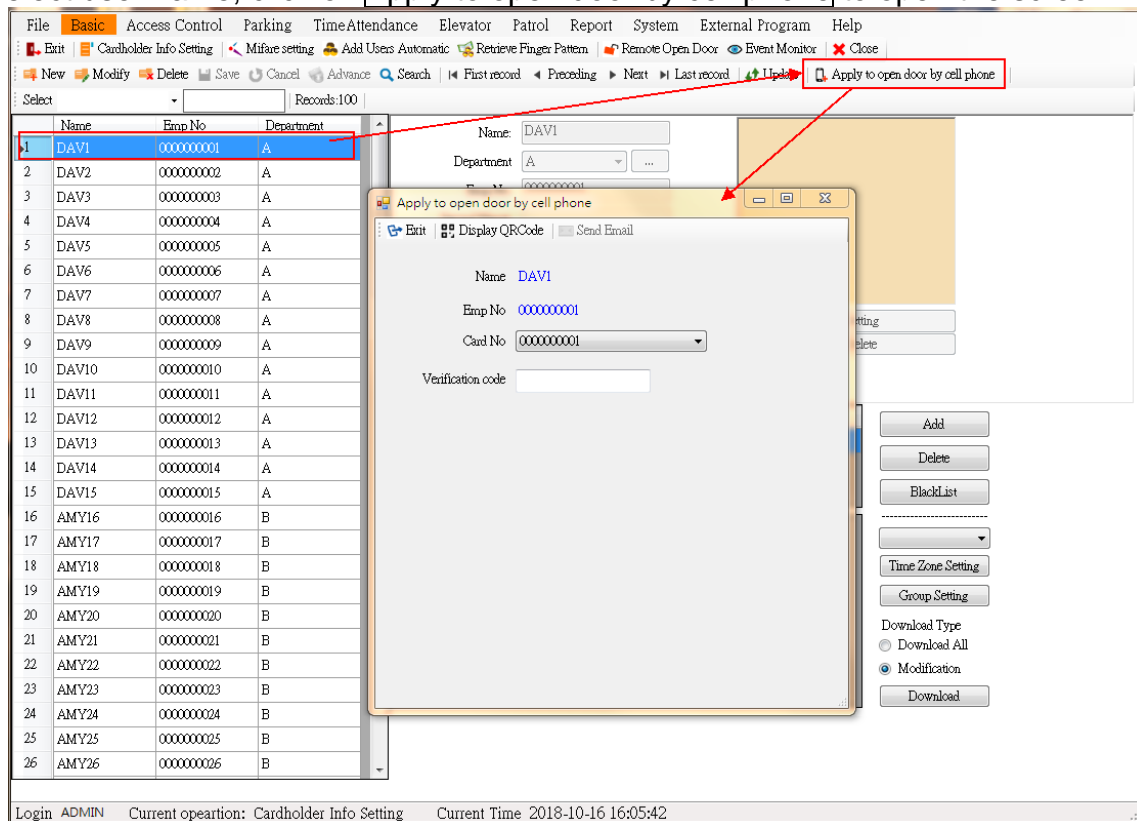 File Basic Access Control Parking TimeAttendance Elevator Patrol Report System External Program Help
Exit Cardholder Info Setting Mifare setting Add Users Automatic Retrieve Finger Pattern Remote Open Door Event Monitor Close
New Modify Delete Save Cancel Advance Search First record Preceding Next Last record Update Apply to open door by cell phone
Select Records:100
Name Emp No Department
1 DAV1 0000000001 A
2 DAV2 0000000002 A
3 DAV3 0000000003 A
4 DAV4 0000000004 A
5 DAV5 0000000005 A
6 DAV6 0000000006 A
7 DAV7 0000000007 A
8 DAV8 0000000008 A
9 DAV9 0000000009 A
10 DAV10 0000000010 A
11 DAV11 0000000011 A
12 DAV12 0000000012 A
13 DAV13 0000000013 A
14 DAV14 0000000014 A
15 DAV15 0000000015 A
16 AMY16 0000000016 B
17 AMY17 0000000017 B
18 AMY18 0000000018 B
19 AMY19 0000000019 B
20 AMY20 0000000020 B
21 AMY21 0000000021 B
22 AMY22 0000000022 B
23 AMY23 0000000023 B
24 AMY24 0000000024 B
25 AMY25 0000000025 B
26 AMY26 0000000026 B
Name: DAV1
Department A ...
Apply to open door by cell phone
Exit Display QRCode Send Email
Name DAV1
Emp No 0000000001
Card No 0000000001
Verification code
Add
Delete
BlackList
Time Zone Setting
Group Setting
Download Type
Download All
Modification
Download
Login ADMIN Current opeartion: Cardholder Info Setting Current Time 2018-10-16 16:05:42